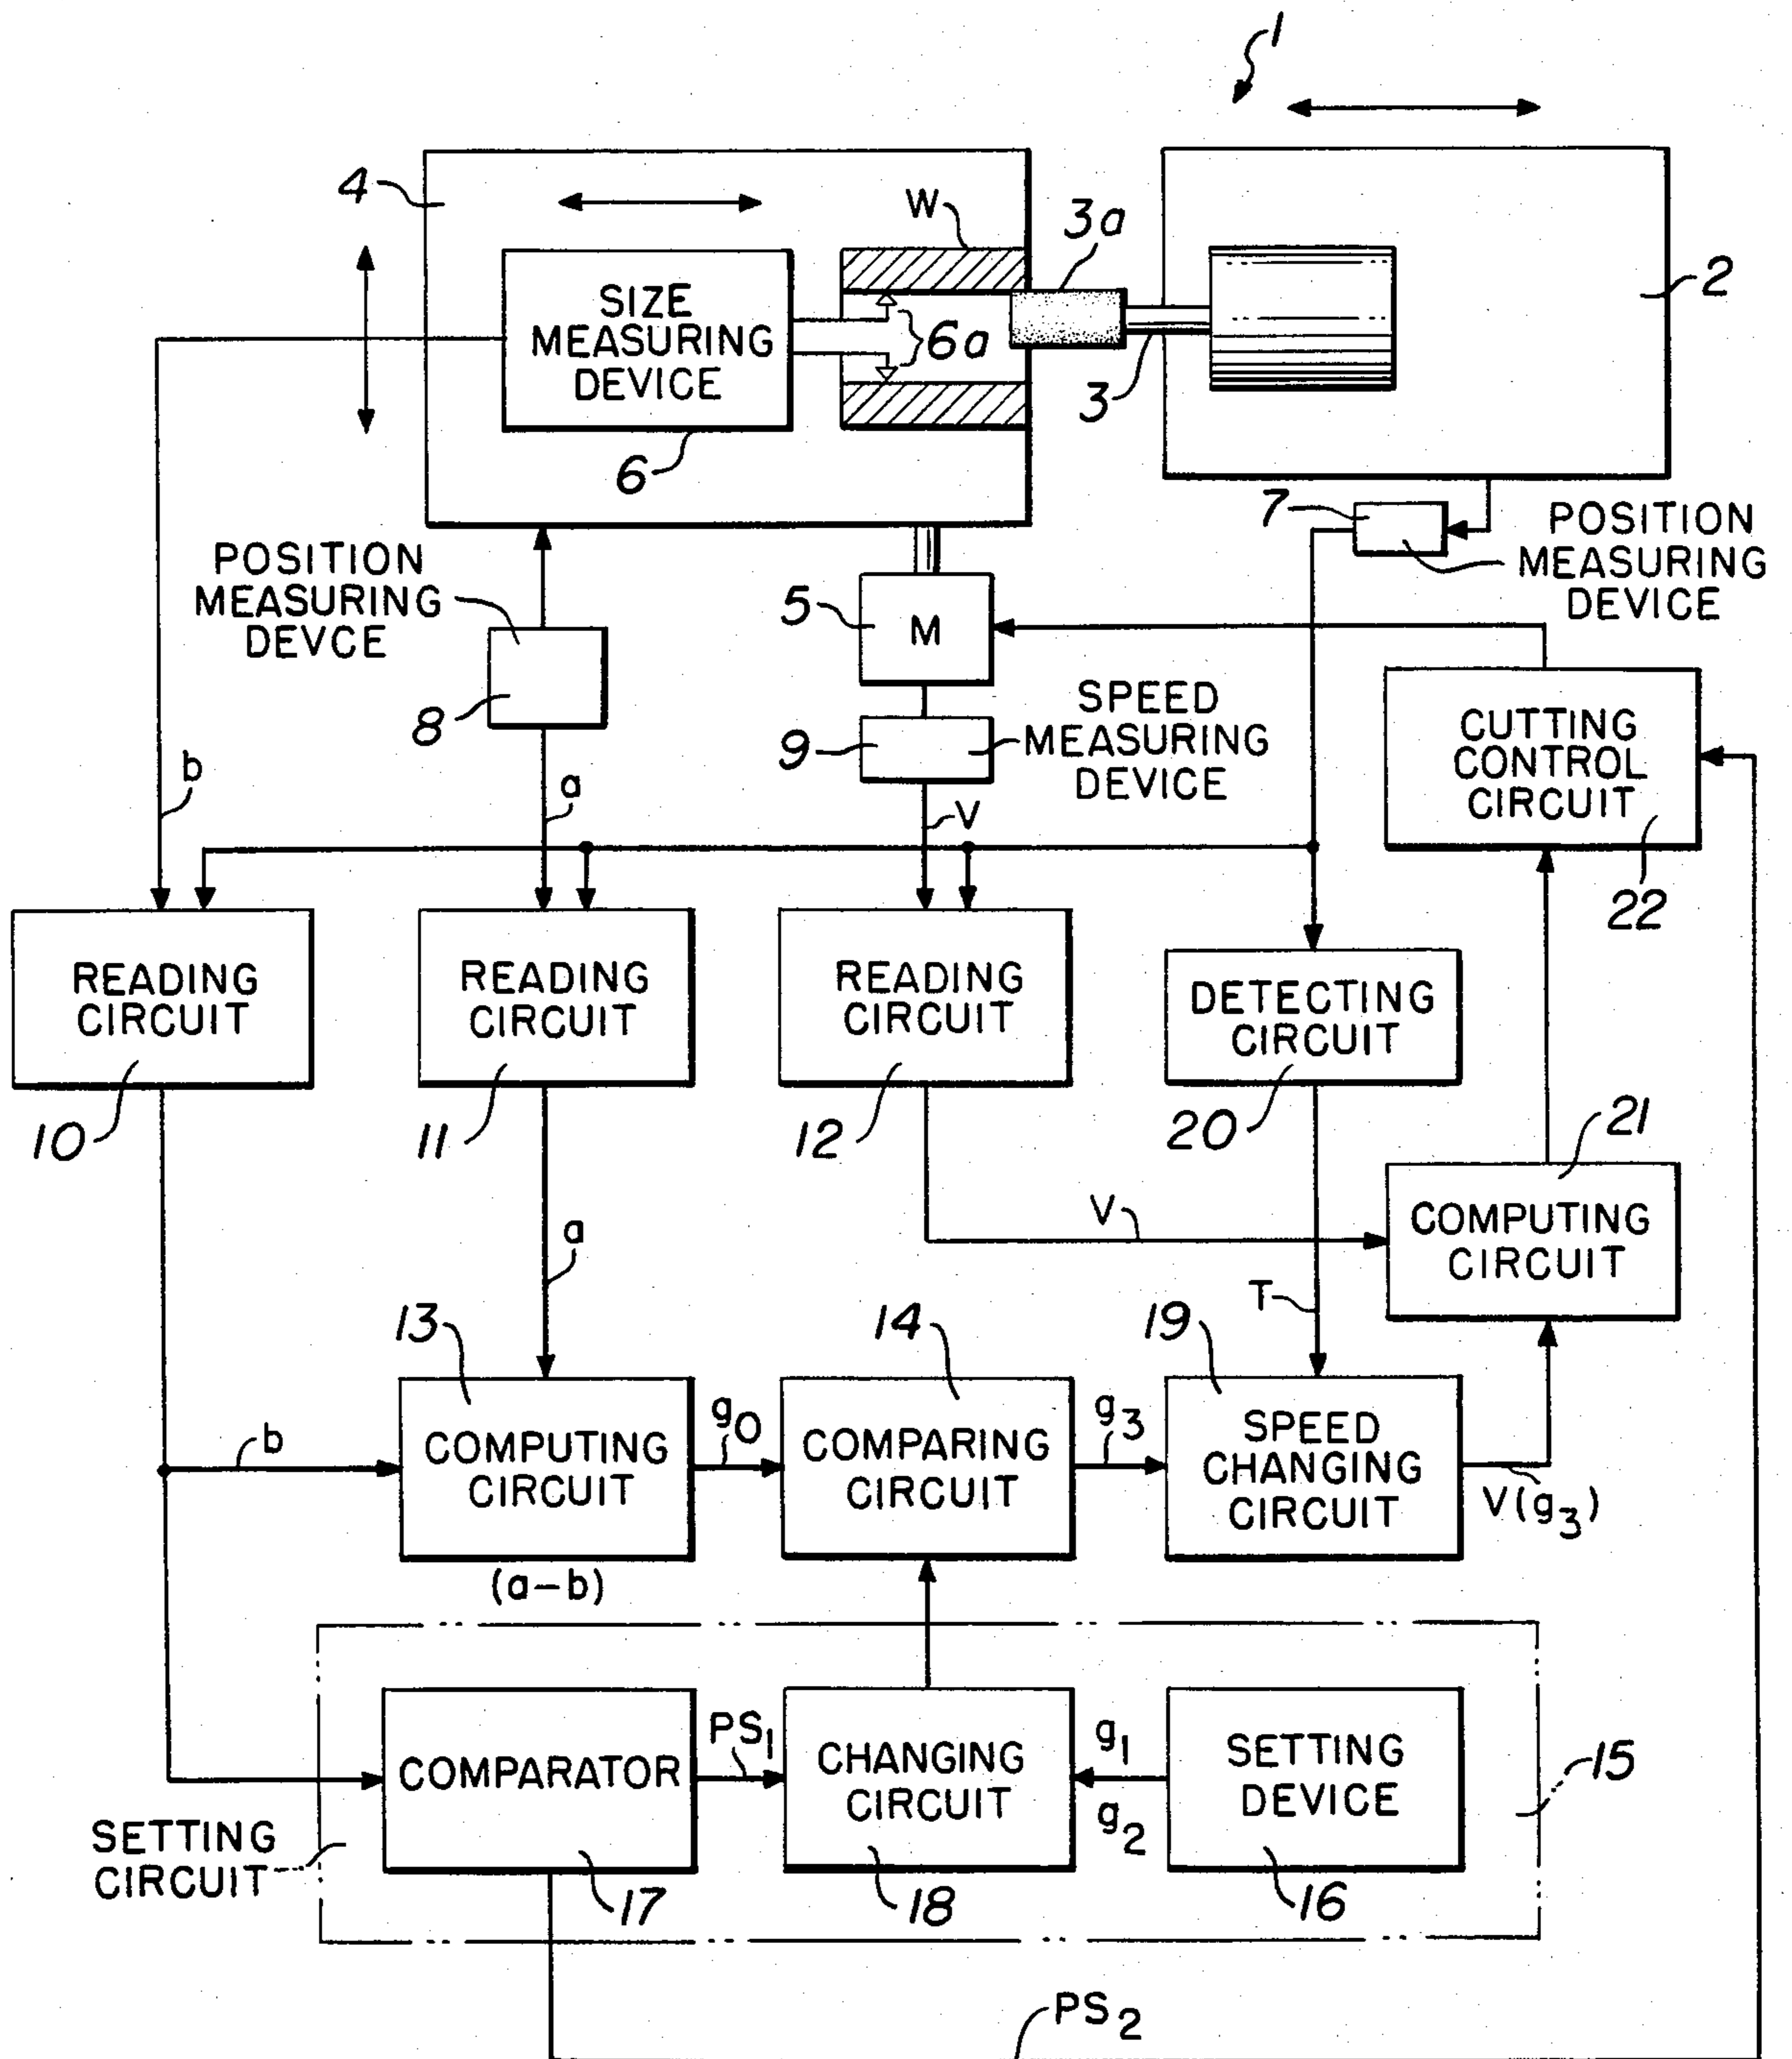 1
4
W
3a
2
SIZE
MEASURING
DEVICE
6a
3
6
7
POSITION
MEASURING
DEVICE
POSITION
MEASURING
DEVCE
5
M
8
SPEED
MEASURING
DEVICE
9
CUTTING
CONTROL
CIRCUIT
22
b
a
V
READING
CIRCUIT
10
READING
CIRCUIT
11
READING
CIRCUIT
12
DETECTING
CIRCUIT
20
21
COMPUTING
CIRCUIT
V
a
T
13
14
19
b
COMPUTING
CIRCUIT
(a-b)
g0
COMPARING
CIRCUIT
g3
SPEED
CHANGING
CIRCUIT
V(g3)
COMPARATOR
17
PS1
CHANGING
CIRCUIT
18
g1
g2
SETTING
DEVICE
16
15
SETTING
CIRCUIT
PS2